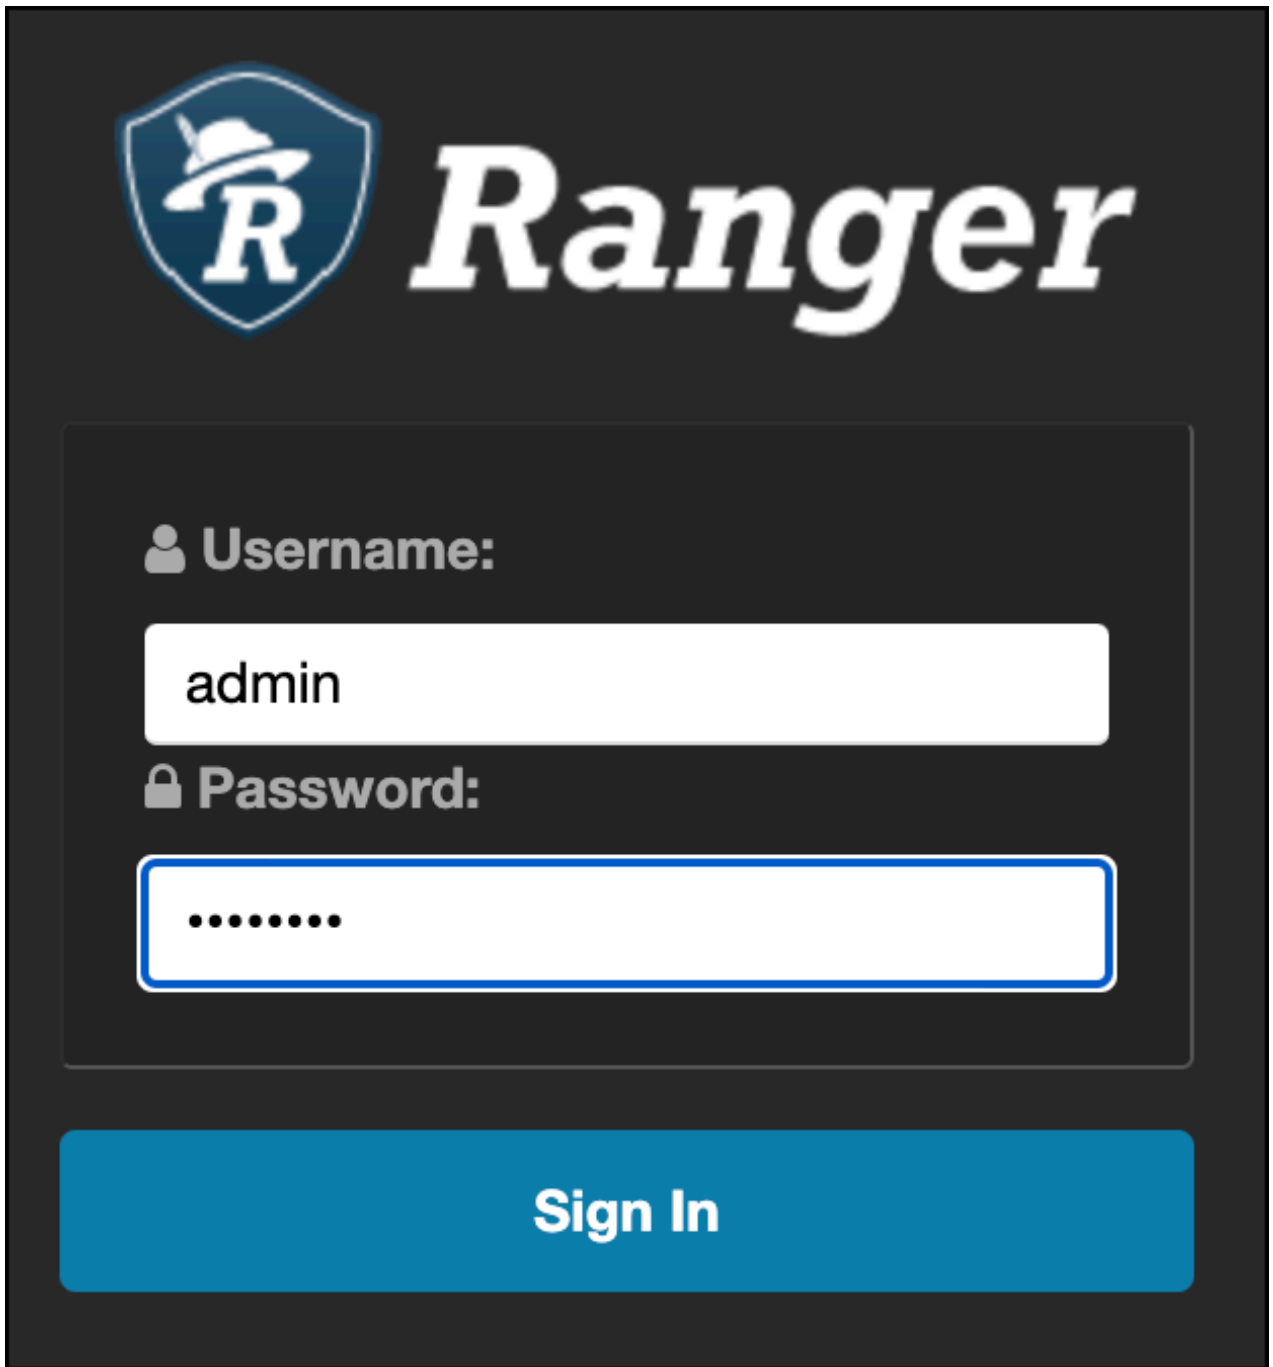 R Ranger
Username:
admin
Password:
••••••••
Sign In